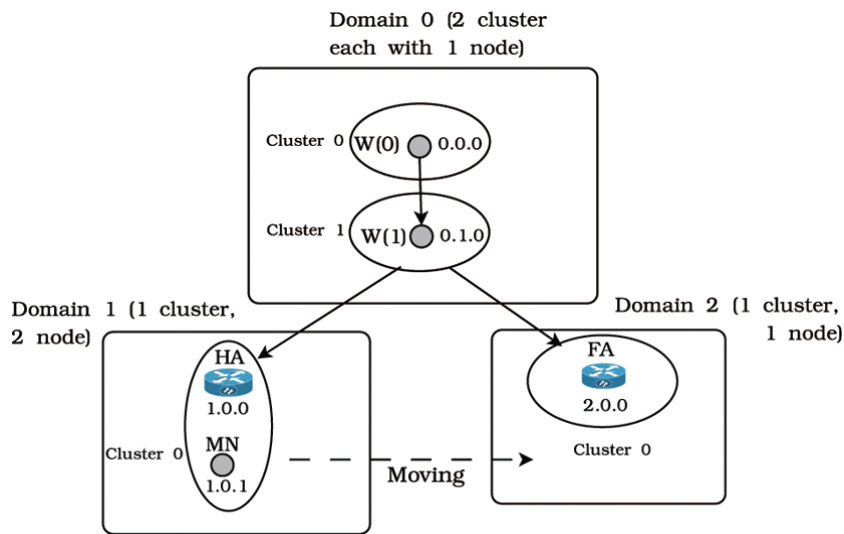 Domain 0 (2 cluster
each with 1 node)
Cluster 0
W(0)
0.0.0
Cluster 1
W(1)
0.1.0
Domain 1 (1 cluster,
2 node)
Domain 2 (1 cluster,
1 node)
HA
1.0.0
Cluster 0
MN
1.0.1
Moving
FA
2.0.0
Cluster 0